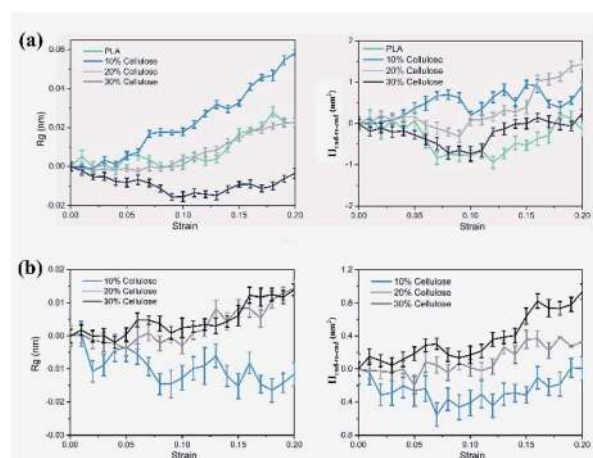 (a)
PLA
10% Cellulose
20% Cellulose
30% Cellulose
Rg (nm)
0.06
0.04
0.02
0.00
-0.02
0.00 0.05 0.10 0.15 0.20
Strain
PLA
10% Cellulose
20% Cellulose
30% Cellulose
2
1
0
-1
-2
0.00 0.05 0.10 0.15 0.20
Strain
(b)
10% Cellulose
20% Cellulose
30% Cellulose
Rg (nm)
0.02
0.01
0.00
-0.01
-0.02
-0.03
0.00 0.05 0.10 0.15 0.20
Strain
10% Cellulose
20% Cellulose
30% Cellulose
1.2
0.8
0.4
0.0
0.4
0.8
0.00 0.05 0.10 0.15 0.20
Strain